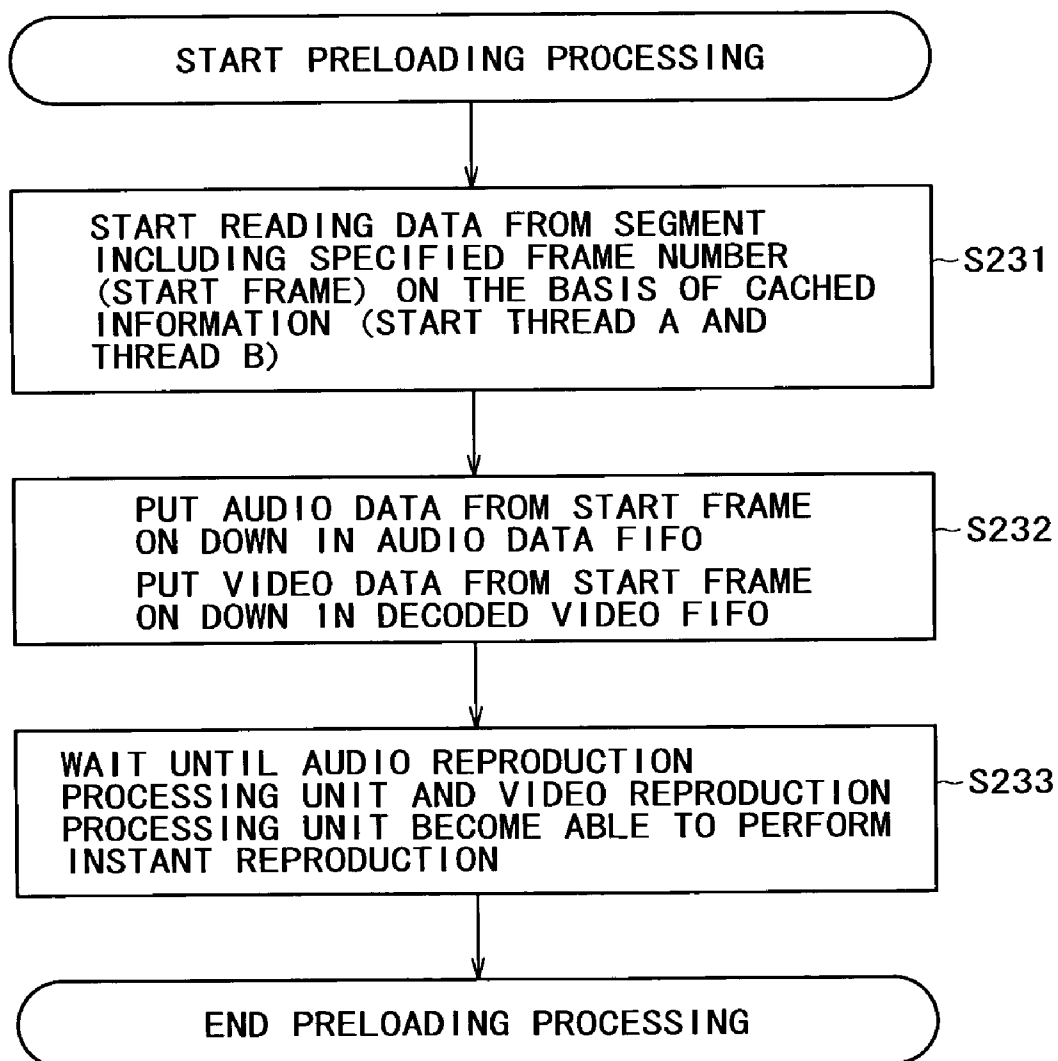 START PRELOADING PROCESSING
START READING DATA FROM SEGMENT
INCLUDING SPECIFIED FRAME NUMBER
(START FRAME) ON THE BASIS OF CACHED
INFORMATION (START THREAD A AND
THREAD B)
S231
PUT AUDIO DATA FROM START FRAME
ON DOWN IN AUDIO DATA FIFO
PUT VIDEO DATA FROM START FRAME
ON DOWN IN DECODED VIDEO FIFO
S232
WAIT UNTIL AUDIO REPRODUCTION
PROCESSING UNIT AND VIDEO REPRODUCTION
PROCESSING UNIT BECOME ABLE TO PERFORM
INSTANT REPRODUCTION
S233
END PRELOADING PROCESSING